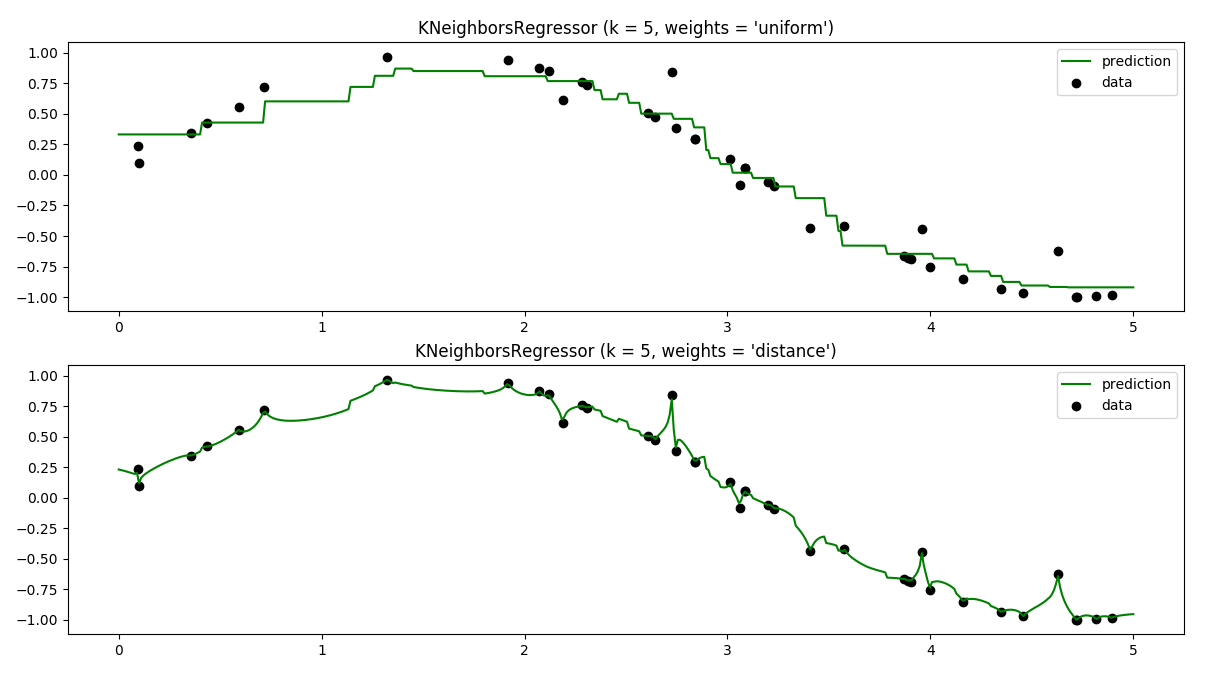 KNeighborsRegressor (k = 5, weights = 'uniform')
1.00
0.75
0.50
0.25
0.00
−0.25
−0.50
−0.75
−1.00
prediction
data
0 1 2 3 4 5
KNeighborsRegressor (k = 5, weights = 'distance')
1.00
0.75
0.50
0.25
0.00
−0.25
−0.50
−0.75
−1.00
prediction
data
0 1 2 3 4 5